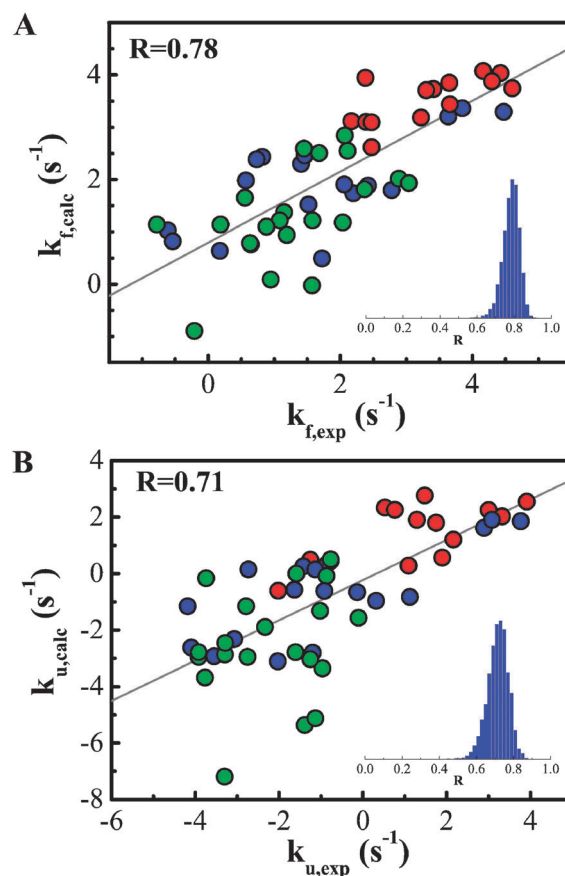 A
R=0.78
4
2
0
k_f,calc (s⁻¹)
0.0 0.2 0.4 0.6 0.8 1.0
R
0 2 4
k_f,exp (s⁻¹)
B
R=0.71
4
2
0
-2
-4
-6
-8
k_u,calc (s⁻¹)
0.0 0.2 0.4 0.6 0.8 1.0
R
-6 -4 -2 0 2 4
k_u,exp (s⁻¹)